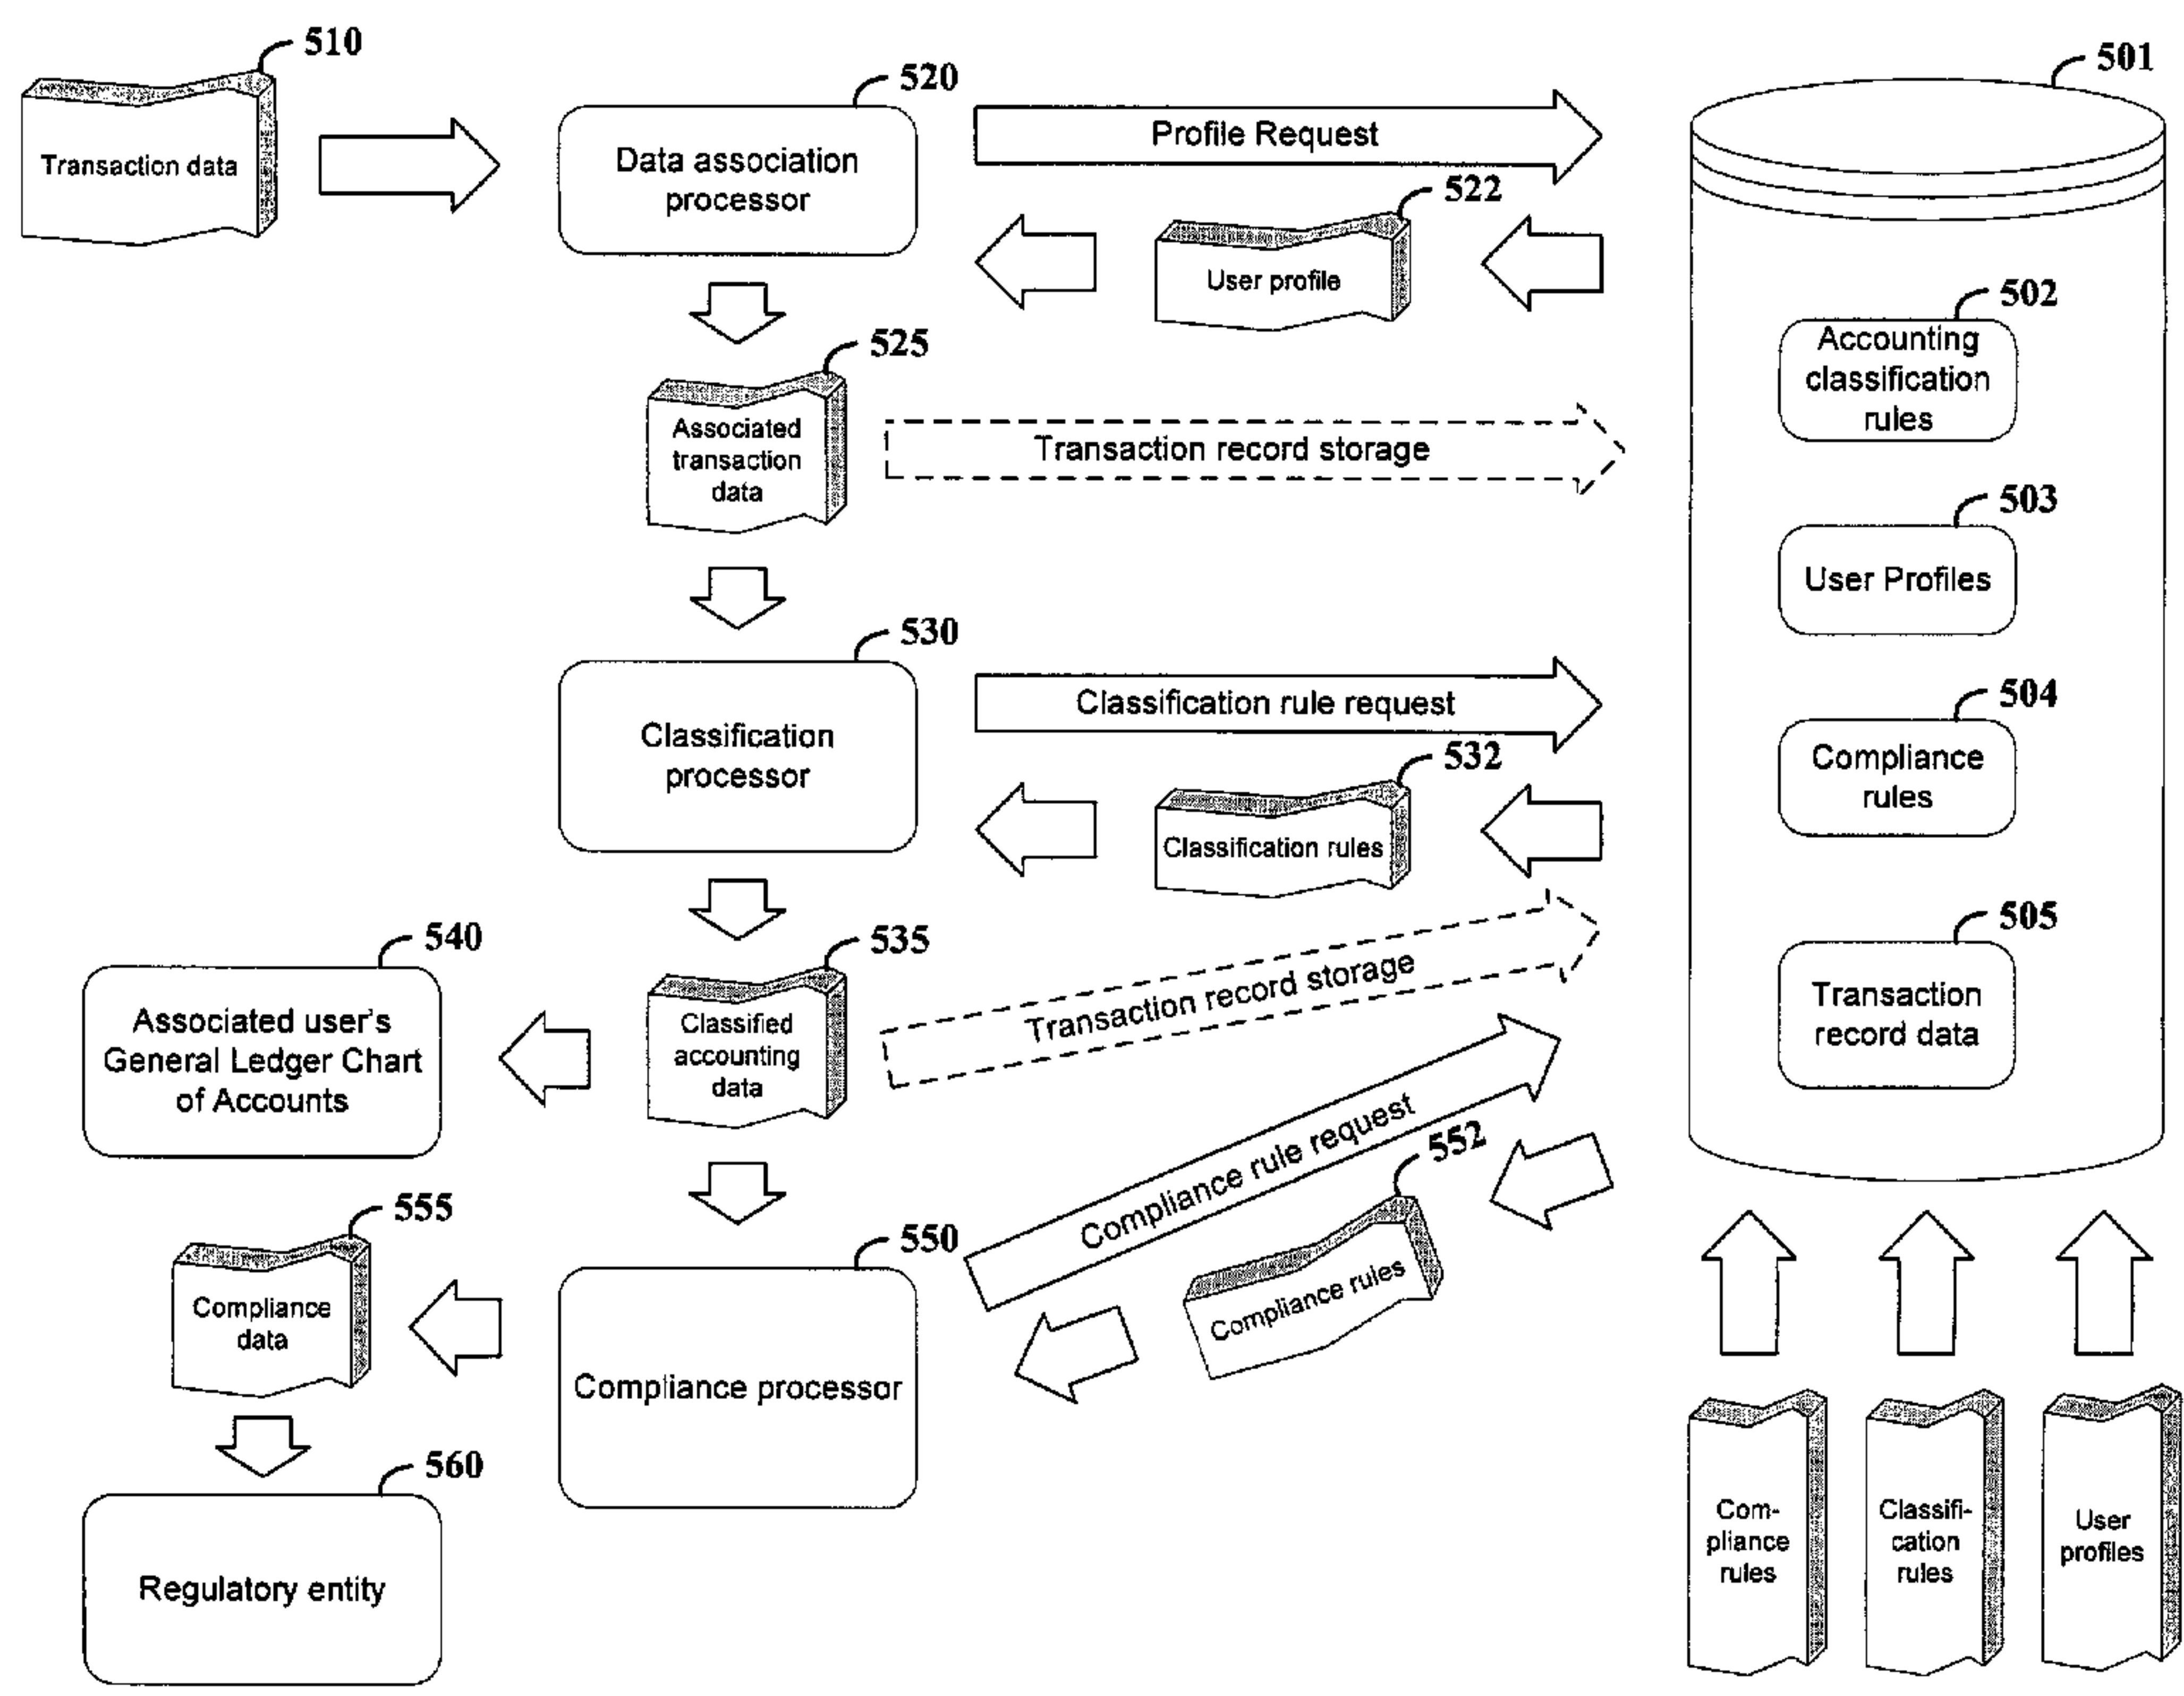 510
Transaction data
520
Data association
processor
Profile Request
522
User profile
501
502
Accounting
classification
rules
525
Associated
transaction
data
Transaction record storage
503
User Profiles
530
Classification
processor
Classification rule request
532
Classification rules
504
Compliance
rules
505
Transaction
record data
540
Associated user's
General Ledger Chart
of Accounts
535
Classified
accounting
data
Transaction record storage
Compliance rule request
552
Compliance rules
555
Compliance
data
550
Compliance processor
560
Regulatory entity
Com-
pliance
rules
Classifi-
cation
rules
User
profiles